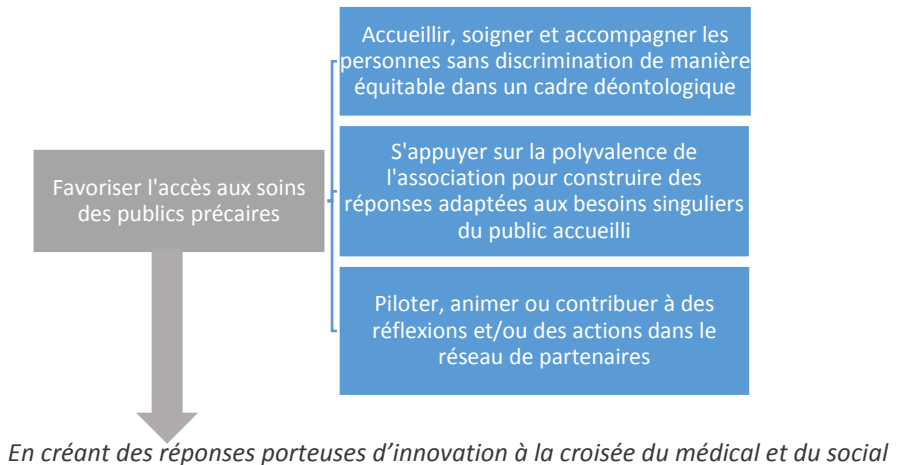 Accueillir, soigner et accompagner les
personnes sans discrimination de manière
équitable dans un cadre déontologique
Favoriser l'accès aux soins
des publics précaires
S'appuyer sur la polyvalence de
l'association pour construire des
réponses adaptées aux besoins singuliers
du public accueilli
Piloter, animer ou contribuer à des
réflexions et/ou des actions dans le
réseau de partenaires
En créant des réponses porteuses d’innovation à la croisée du médical et du social